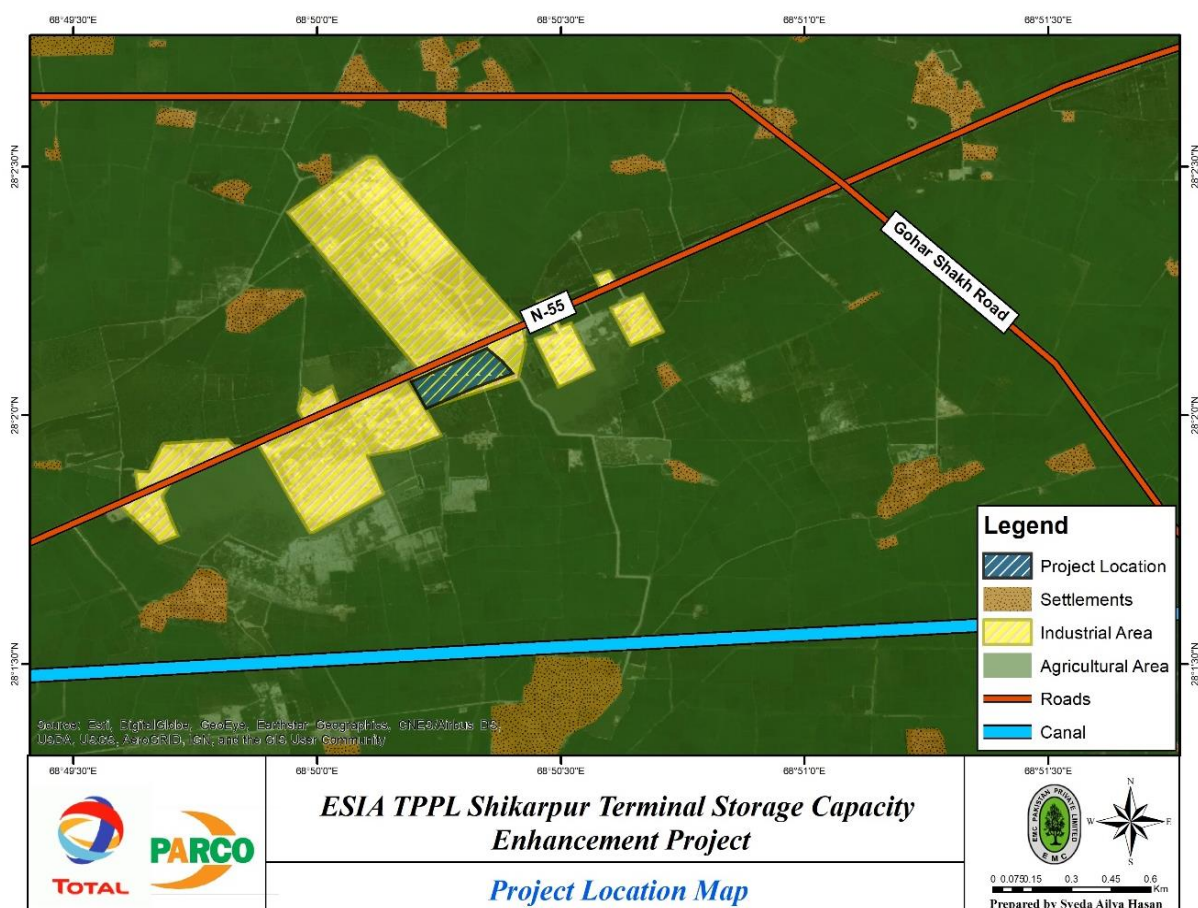 68°49'30"E 68°50'0"E 68°50'30"E 68°51'0"E 68°51'30"E
28°2'30"N 28°2'30"N
Gohar Shakh Road
N-55
28°2'0"N 28°2'0"N
Legend
Project Location
Settlements
Industrial Area
Agricultural Area
Roads
Canal
28°1'30"N 28°1'30"N
Source: Esri, DigitalGlobe, GeoEye, Earthstar Geographics, CNES/Airbus DS,
USDA, USGS, AeroGRID, IGN, and the GIS User Community
68°49'30"E 68°50'0"E 68°50'30"E 68°51'0"E 68°51'30"E
TOTAL
PARCO
ESIA TPPL Shikarpur Terminal Storage Capacity
Enhancement Project
Project Location Map
EMC PAKISTAN PRIVATE LIMITED
EMC
N
W E
S
0 0.075 0.15 0.3 0.45 0.6
Km
Prepared by Syeda Ailya Hasan